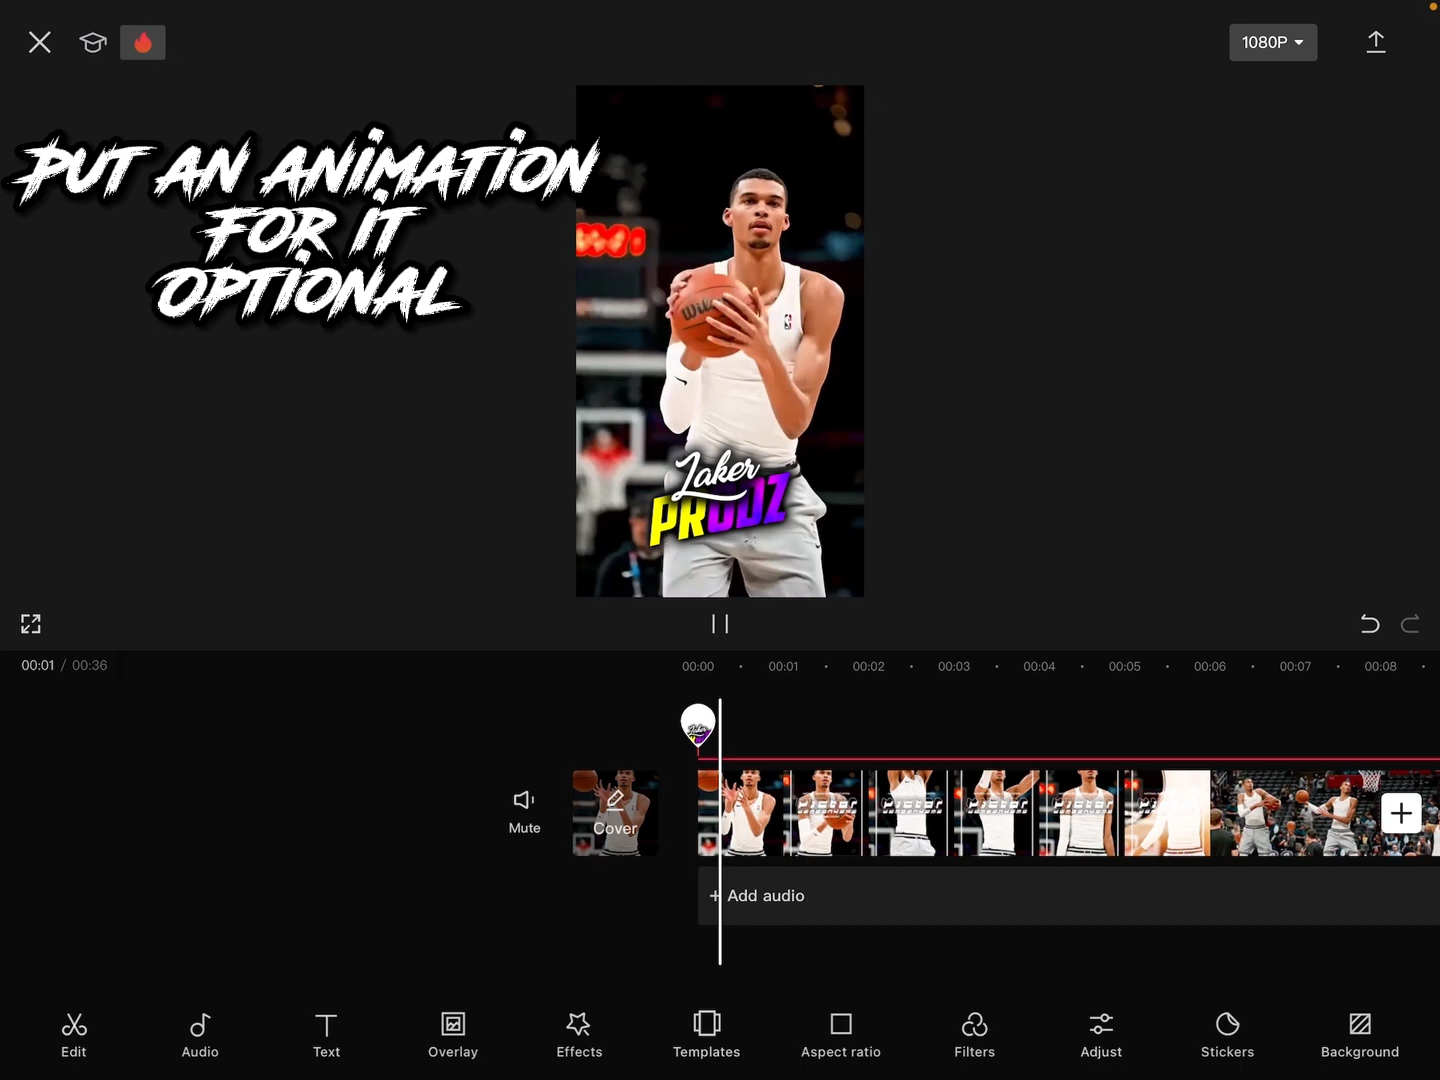 1080P
PUT AN ANIMATION
FOR IT
OPTIONAL
Laker
PRODZ
00:01 / 00:36
00:00
00:01
00:02
00:03
00:04
00:05
00:06
00:07
00:08
Mute
Cover
+ Add audio
Edit
Audio
Text
Overlay
Effects
Templates
Aspect ratio
Filters
Adjust
Stickers
Background